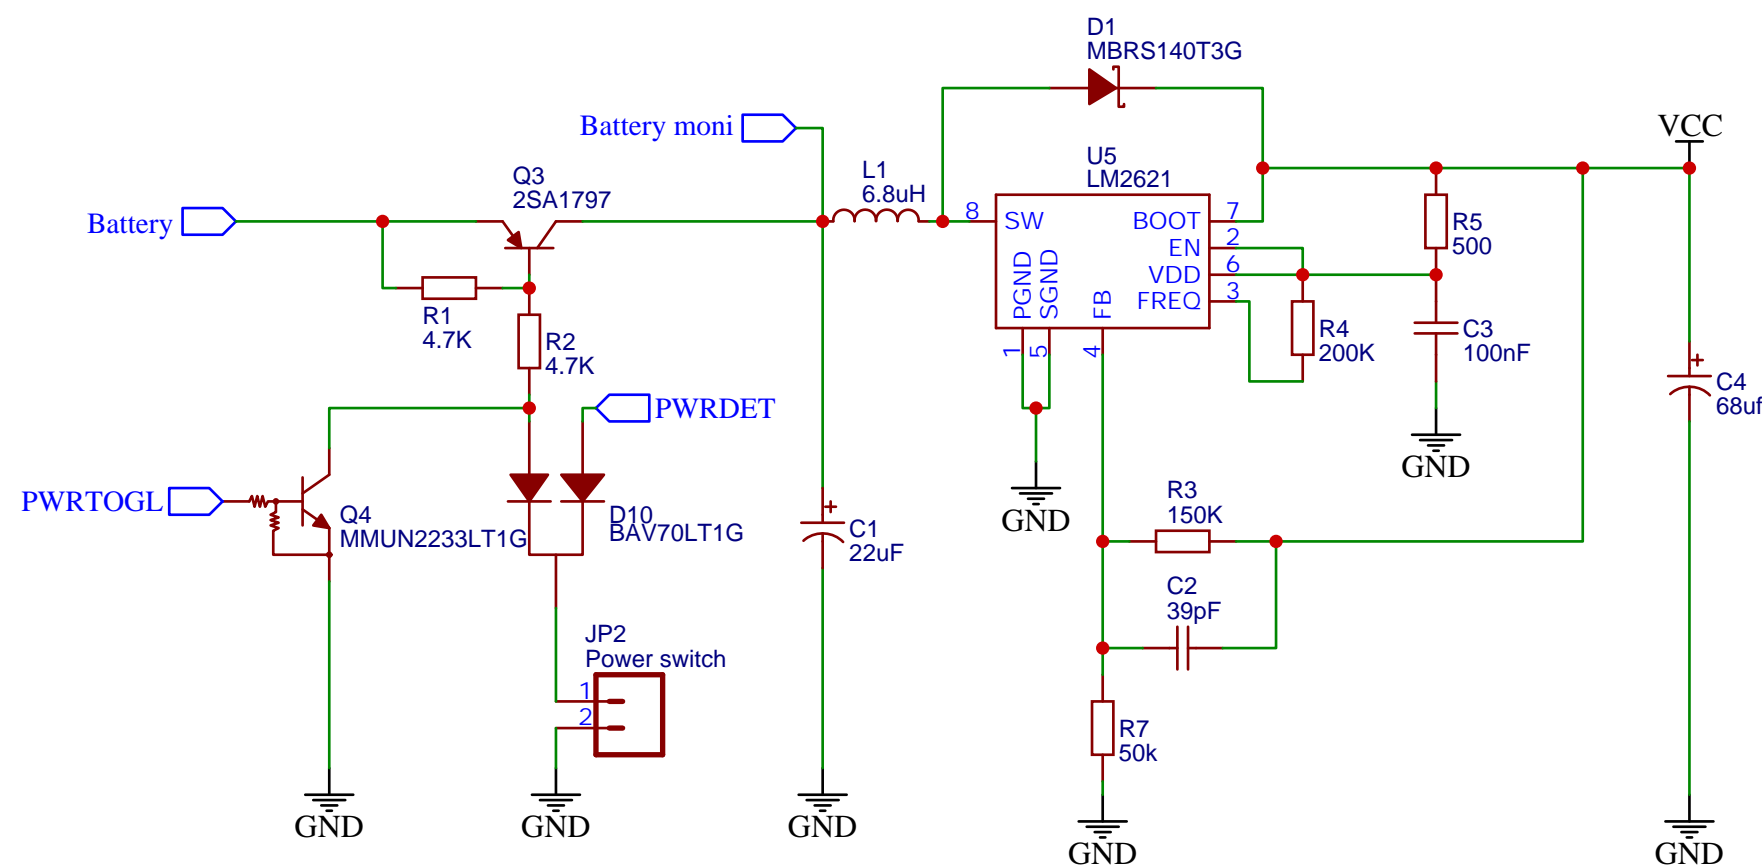 D1
MBRS140T3G
Battery moni
VCC
Q3
2SA1797
L1
6.8uH
U5
LM2621
Battery
8
SW
BOOT
7
EN
2
VDD
6
FREQ
3
PGND
SGND
FB
1
5
4
R5
500
R1
4.7K
R2
4.7K
R4
200K
C3
100nF
C4
68uf
PWRDET
GND
GND
PWRTOGL
Q4
MMUN2233LT1G
D10
BAV70LT1G
C1
22uF
R3
150K
C2
39pF
JP2
Power switch
1
2
R7
50k
GND
GND
GND
GND
GND